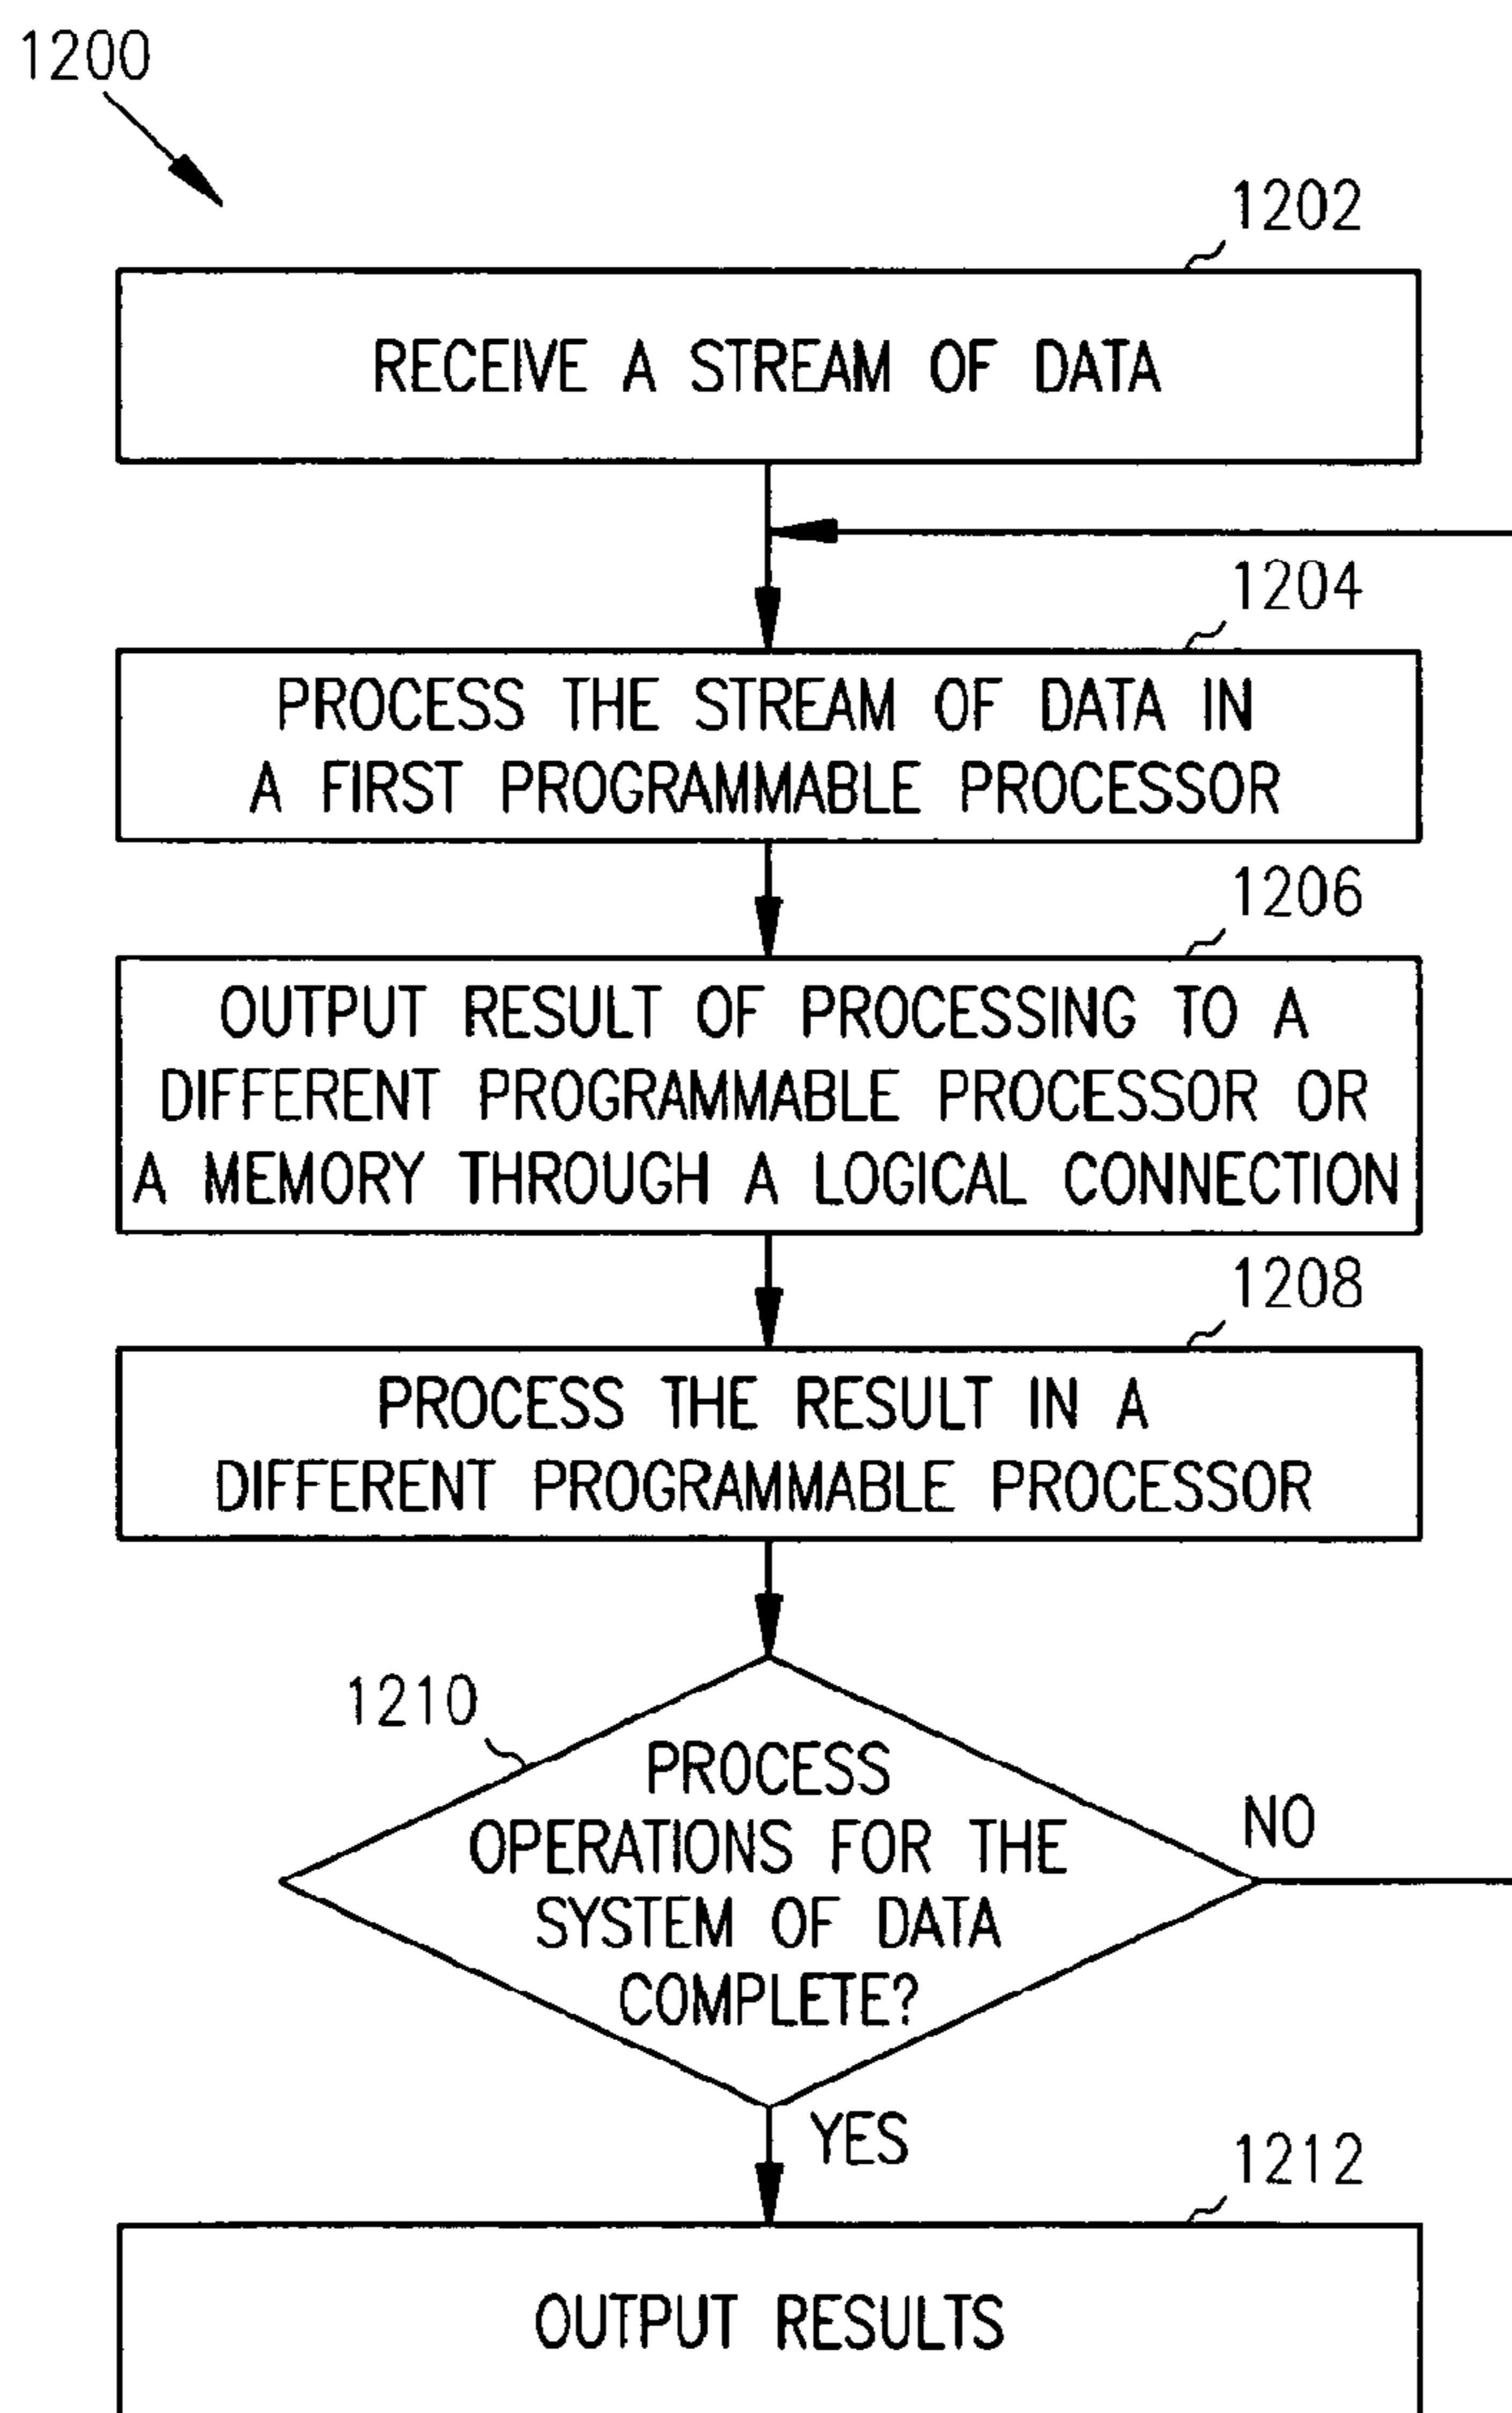 1200
1202
RECEIVE A STREAM OF DATA
1204
PROCESS THE STREAM OF DATA IN
A FIRST PROGRAMMABLE PROCESSOR
1206
OUTPUT RESULT OF PROCESSING TO A
DIFFERENT PROGRAMMABLE PROCESSOR OR
A MEMORY THROUGH A LOGICAL CONNECTION
1208
PROCESS THE RESULT IN A
DIFFERENT PROGRAMMABLE PROCESSOR
1210
PROCESS
OPERATIONS FOR THE
SYSTEM OF DATA
COMPLETE?
NO
YES
1212
OUTPUT RESULTS